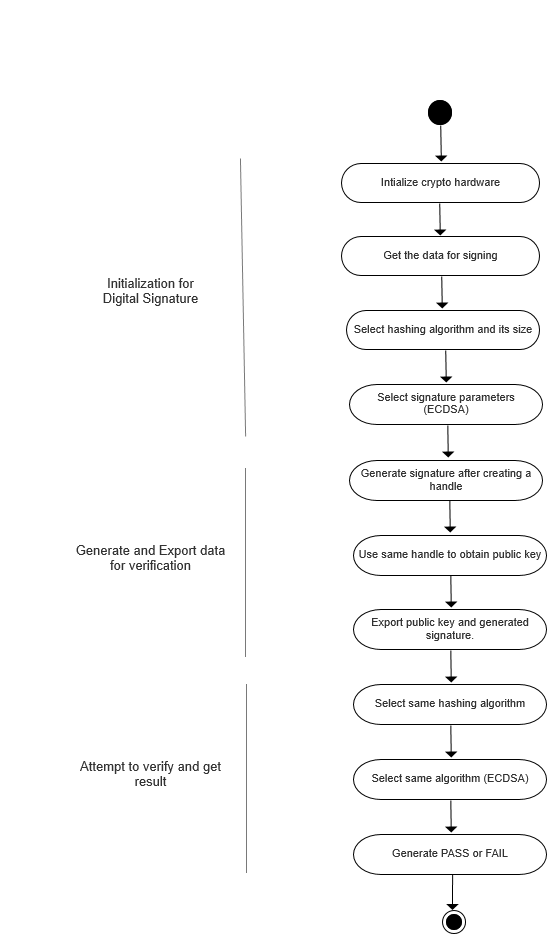 Intialize crypto hardware
Get the data for signing
Initialization for
Digital Signature
Select hashing algorithm and its size
Select signature parameters
(ECDSA)
Generate signature after creating a
handle
Generate and Export data
for verification
Use same handle to obtain public key
Export public key and generated
signature.
Select same hashing algorithm
Attempt to verify and get
result
Select same algorithm (ECDSA)
Generate PASS or FAIL